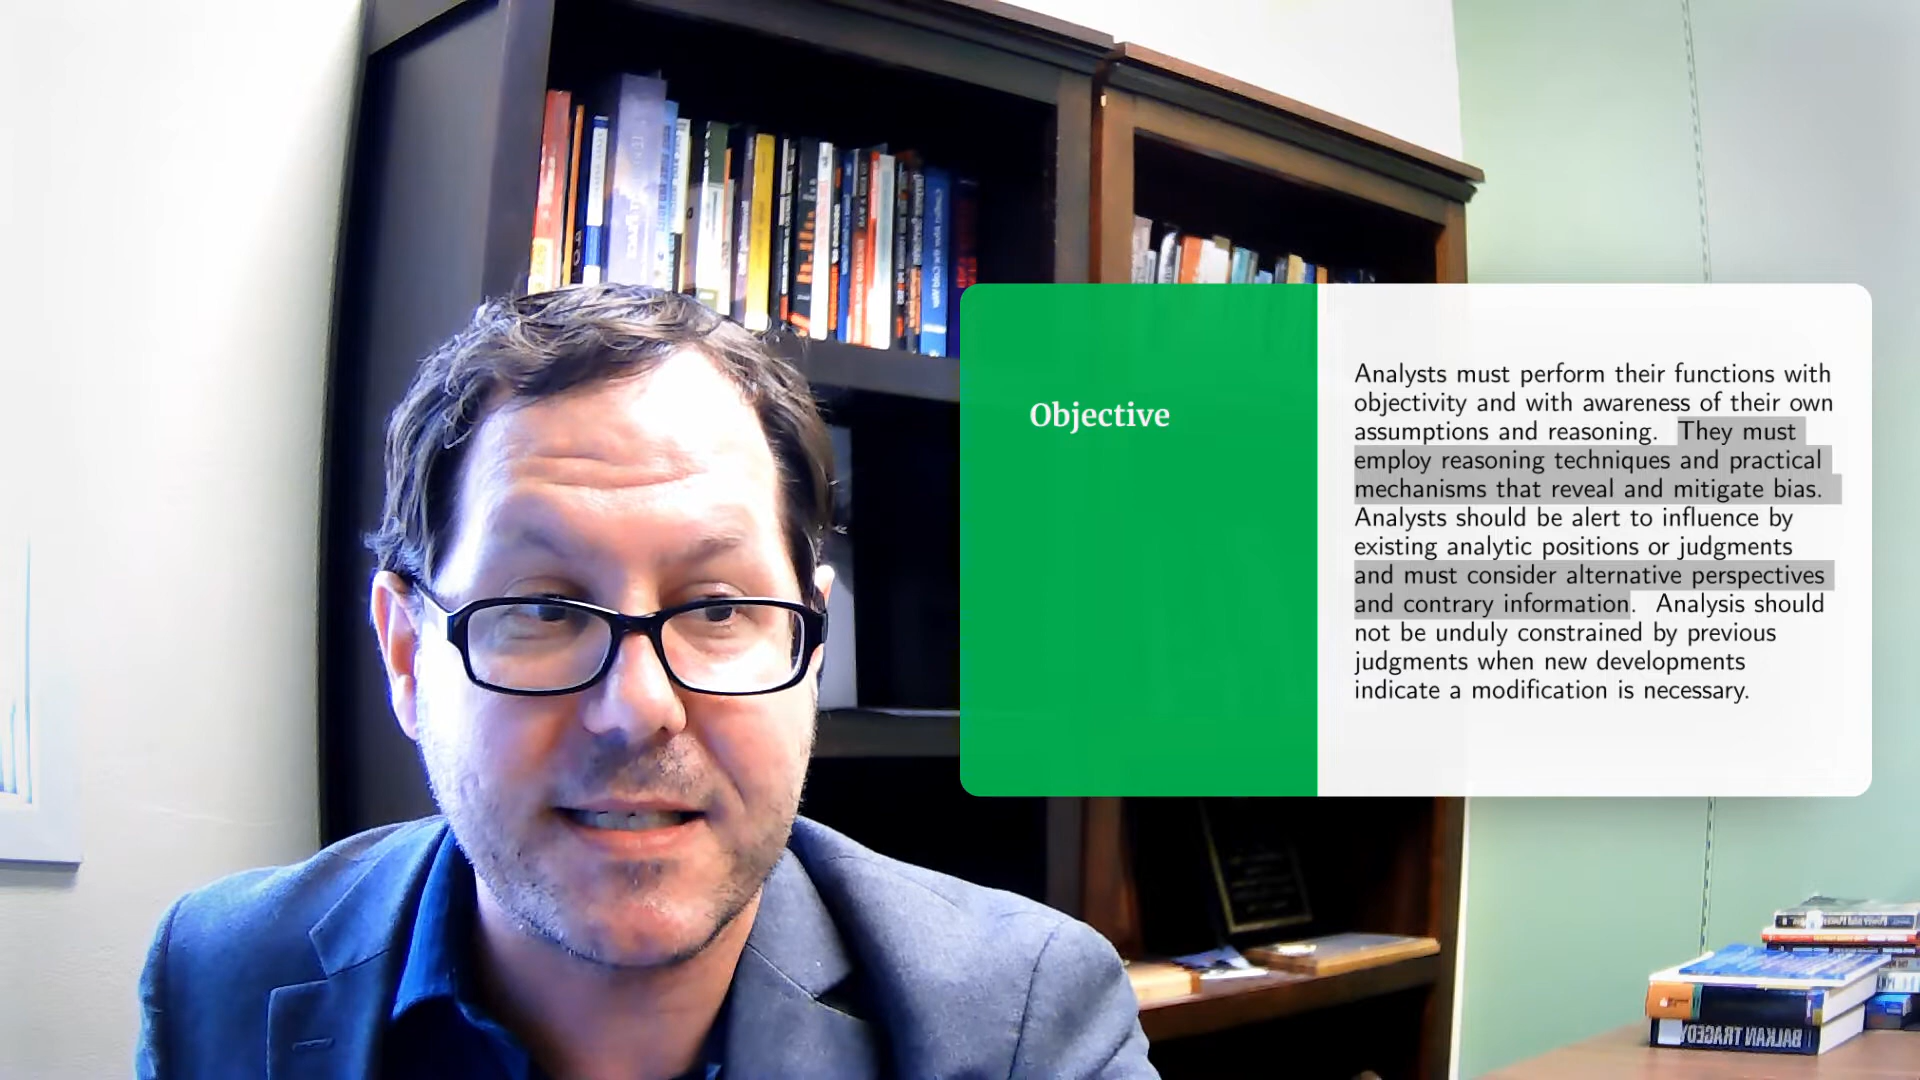 Objective
Analysts must perform their functions with
objectivity and with awareness of their own
assumptions and reasoning. They must
employ reasoning techniques and practical
mechanisms that reveal and mitigate bias.
Analysts should be alert to influence by
existing analytic positions or judgments
and must consider alternative perspectives
and contrary information. Analysis should
not be unduly constrained by previous
judgments when new developments
indicate a modification is necessary.
BALKAN TRAGEDY